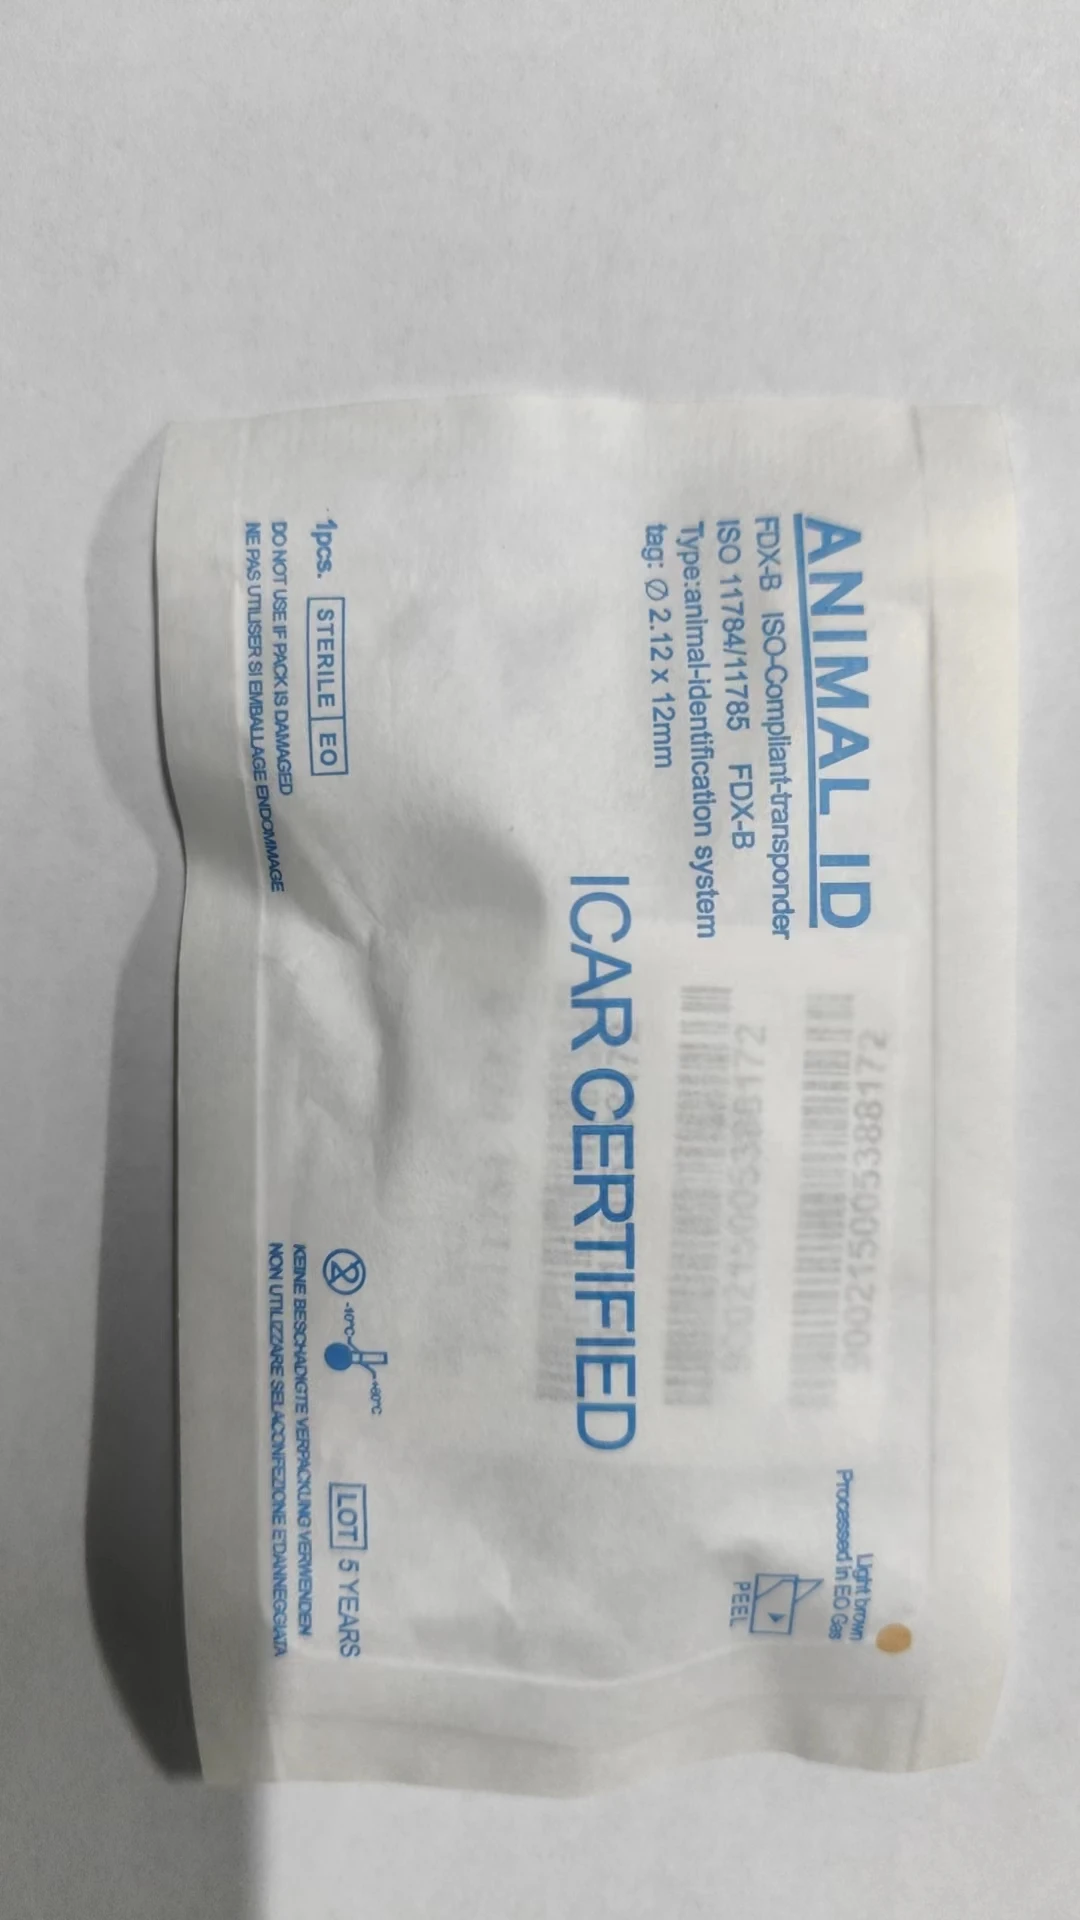 ANIMAL ID
FDX-B ISO-Compliant-transponder
ISO 11784/11785 FDX-B
Type:animal-identification system
tag: Ø 2.12 x 12mm
Light brown
Processed in EO Gas
PEEL
ICAR CERTIFIED
1pcs. STERILE EO
-10°C +60°C
LOT 5 YEARS
DO NOT USE IF PACK IS DAMAGED
NE PAS UTILISER SI EMBALLAGE ENDOMMAGE
KEINE BESCHADIGTE VERPACKUNG VERWENDEN
NON UTILIZZARE SE LA CONFEZIONE E DANNEGGIATA